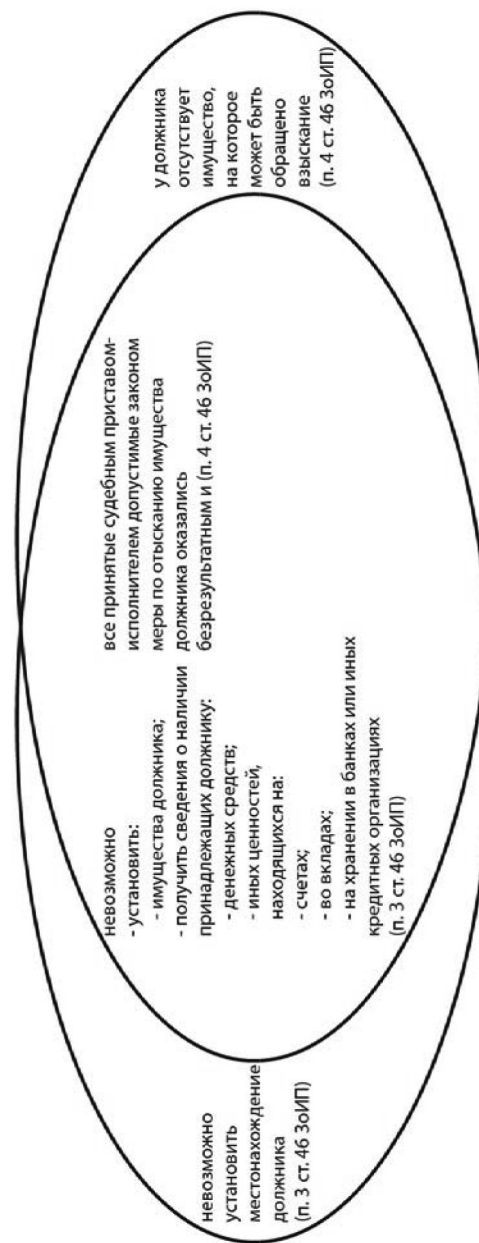 невозможно
установить
местонахождение
должника
(п. 3 ст. 46 ЗоИП)
невозможно
- установить:
- имущества должника;
- получить сведения о наличии
принадлежащих должнику:
- денежных средств;
- иных ценностей,
находящихся на:
- счетах;
- во вкладах;
- на хранении в банках или иных
кредитных организациях
(п. 3 ст. 46 ЗоИП)
все принятые судебным приставом-
исполнителем допустимые законом
меры по отысканию имущества
должника оказались
безрезультатным и (п. 4 ст. 46 ЗоИП)
у должника
отсутствует
имущество,
на которое
может быть
обращено
взыскание
(п. 4 ст. 46 ЗоИП)